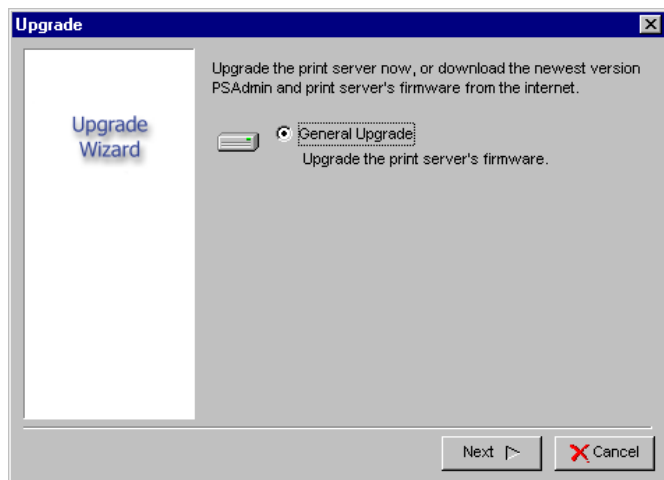 Upgrade
Upgrade the print server now, or download the newest version
PSAdmin and print server's firmware from the internet.
Upgrade
Wizard
General Upgrade
Upgrade the print server's firmware.
Next
Cancel